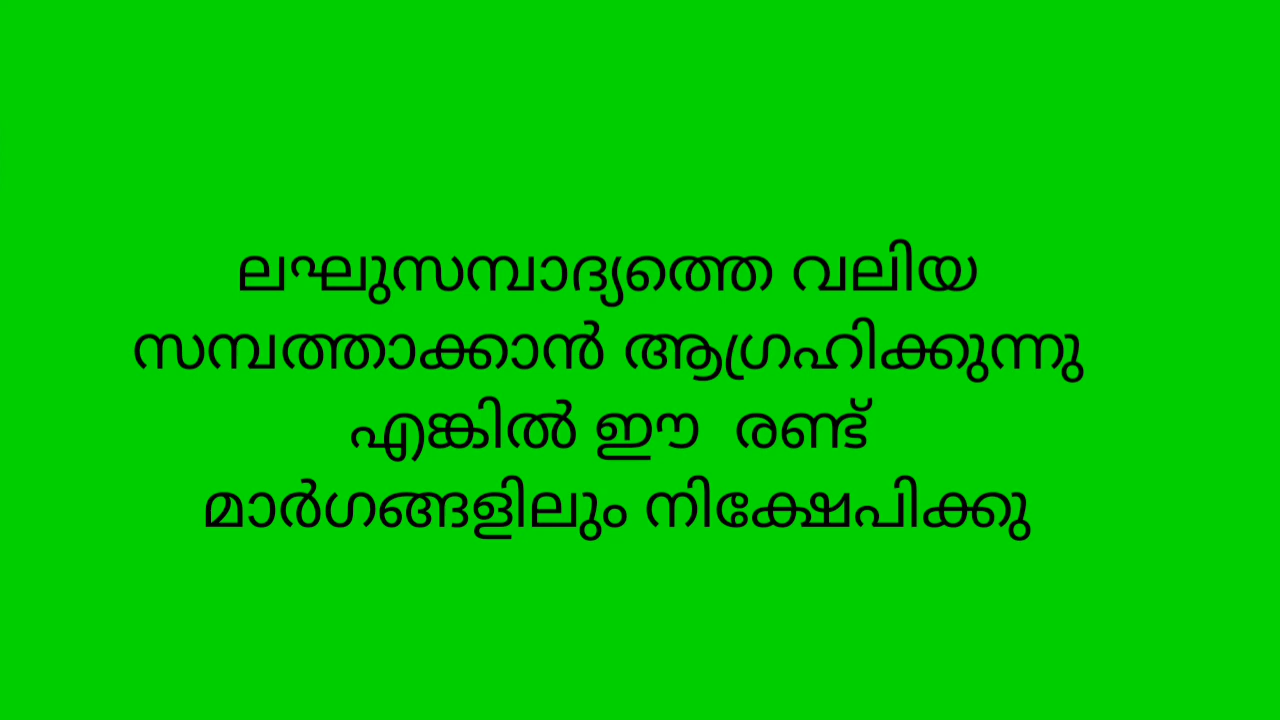 ലഘുസമ്പാദ്യത്തെ വലിയ
സമ്പത്താക്കാൻ ആഗ്രഹിക്കുന്നു
എങ്കിൽ ഈ  രണ്ട്
മാർഗങ്ങളിലും നിക്ഷേപിക്കു